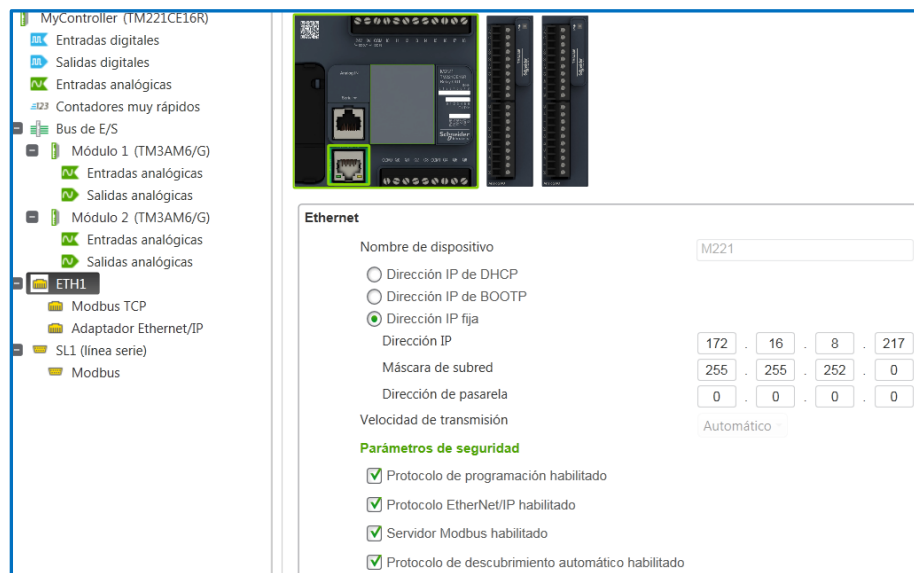 MyController (TM221CE16R)
Entradas digitales
Salidas digitales
Entradas analógicas
123 Contadores muy rápidos
Bus de E/S
Módulo 1 (TM3AM6/G)
Entradas analógicas
Salidas analógicas
Módulo 2 (TM3AM6/G)
Entradas analógicas
Salidas analógicas
ETH1
Modbus TCP
Adaptador Ethernet/IP
SL1 (línea serie)
Modbus
Schneider
Ethernet
Nombre de dispositivo M221
Dirección IP de DHCP
Dirección IP de BOOTP
Dirección IP fija
Dirección IP 172 . 16 . 8 . 217
Máscara de subred 255 . 255 . 252 . 0
Dirección de pasarela 0 . 0 . 0 . 0
Velocidad de transmisión Automático
Parámetros de seguridad
Protocolo de programación habilitado
Protocolo EtherNet/IP habilitado
Servidor Modbus habilitado
Protocolo de descubrimiento automático habilitado